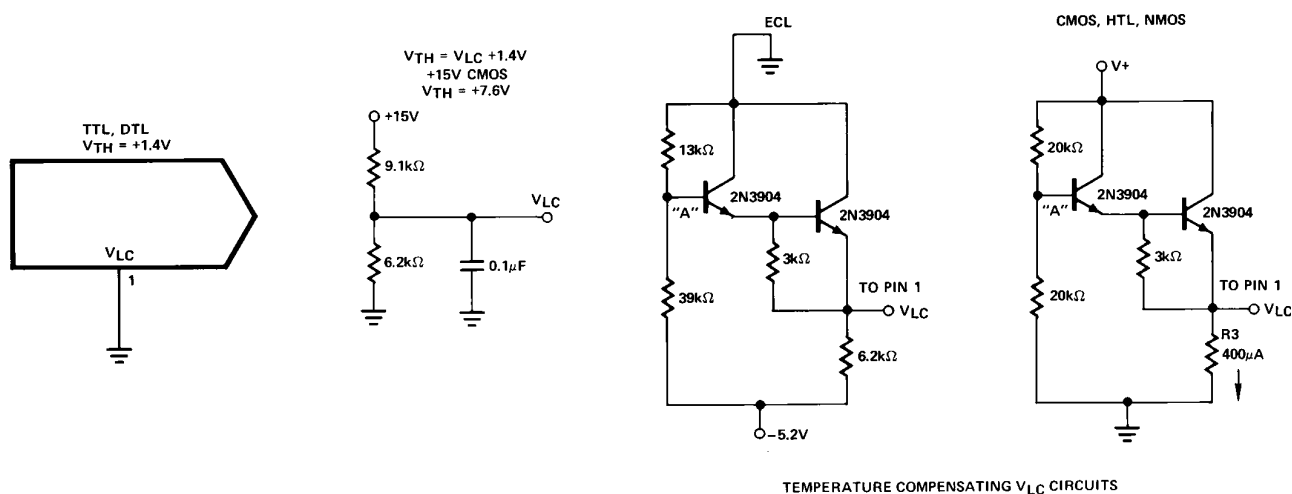 TTL, DTL
VTH = +1.4V
VLC
1
VTH = VLC +1.4V
+15V CMOS
VTH = +7.6V
+15V
9.1kΩ
VLC
6.2kΩ
0.1μF
ECL
13kΩ
2N3904
"A"
2N3904
3kΩ
39kΩ
TO PIN 1
VLC
6.2kΩ
–5.2V
CMOS, HTL, NMOS
V+
20kΩ
2N3904
"A"
2N3904
3kΩ
20kΩ
TO PIN 1
VLC
R3
400μA
TEMPERATURE COMPENSATING VLC CIRCUITS